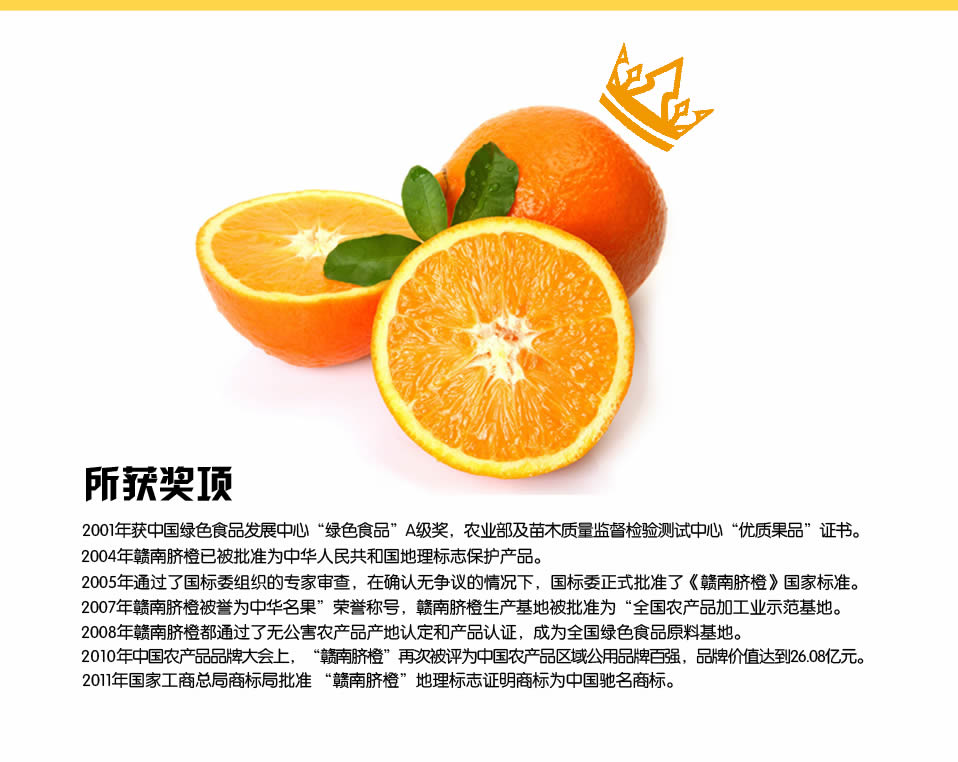 所获奖项
2001年获中国绿色食品发展中心“绿色食品”A级奖，农业部及苗木质量监督检验测试中心“优质果品”证书。
2004年赣南脐橙已被批准为中华人民共和国地理标志保护产品。
2005年通过了国标委组织的专家审查，在确认无争议的情况下，国标委正式批准了《赣南脐橙》国家标准。
2007年赣南脐橙被誉为中华名果”荣誉称号，赣南脐橙生产基地被批准为“全国农产品加工业示范基地。
2008年赣南脐橙都通过了无公害农产品产地认定和产品认证，成为全国绿色食品原料基地。
2010年中国农产品品牌大会上，“赣南脐橙”再次被评为中国农产品区域公用品牌百强，品牌价值达到26.08亿元。
2011年国家工商总局商标局批准 “赣南脐橙”地理标志证明商标为中国驰名商标。